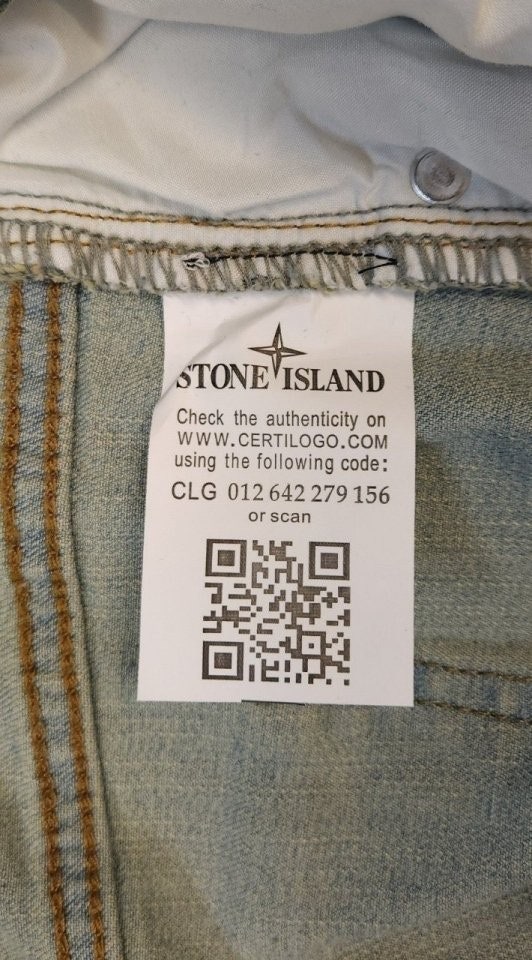 STONE ISLAND
Check the authenticity on
WWW.CERTILOGO.COM
using the following code:
CLG 012 642 279 156
or scan